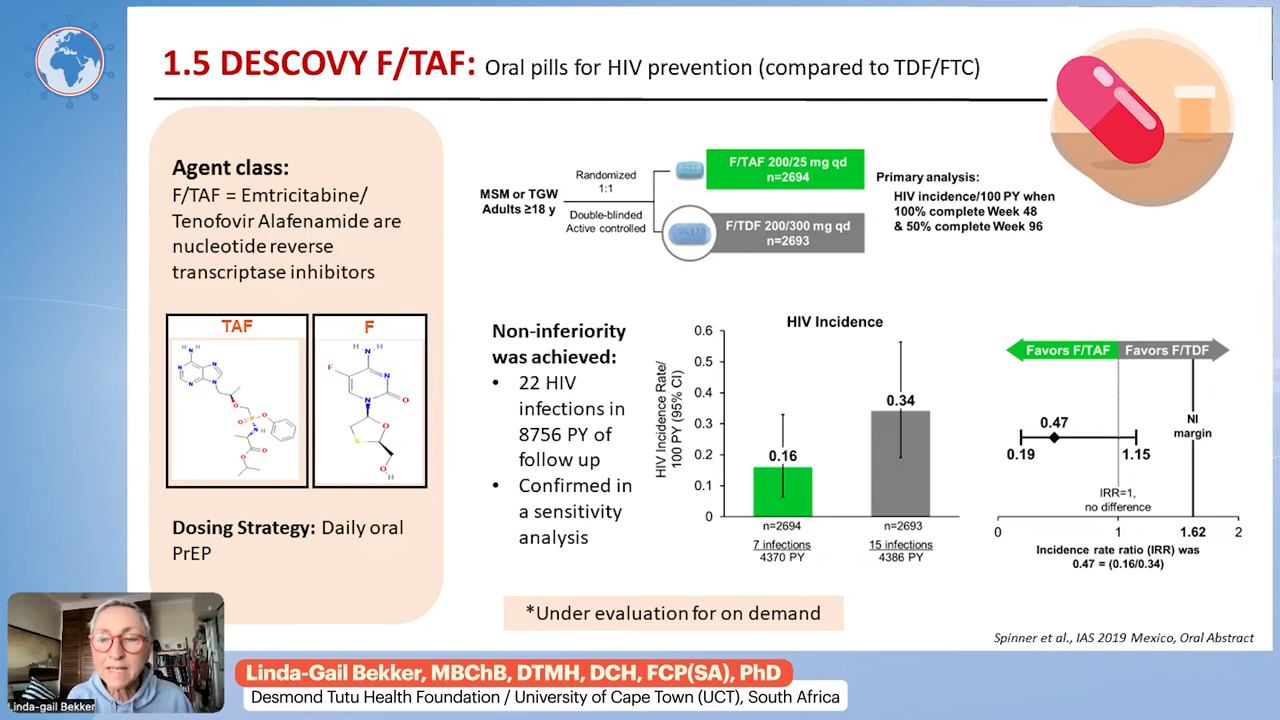 1.5 DESCOVY F/TAF: Oral pills for HIV prevention (compared to TDF/FTC)
Agent class:
F/TAF = Emtricitabine/
Tenofovir Alafenamide are
nucleotide reverse
transcriptase inhibitors
TAF
F
Dosing Strategy: Daily oral
PrEP
MSM or TGW
Adults ≥18 y
Randomized
1:1
Double-blinded
Active controlled
F/TAF 200/25 mg qd
n=2694
F/TDF 200/300 mg qd
n=2693
Primary analysis:
HIV incidence/100 PY when
100% complete Week 48
& 50% complete Week 96
Non-inferiority
was achieved:
• 22 HIV
infections in
8756 PY of
follow up
• Confirmed in
a sensitivity
analysis
HIV Incidence
HIV Incidence Rate/
100 PY (95% CI)
0.6
0.5
0.4
0.3
0.2
0.1
0
0.16
0.34
n=2694
n=2693
7 infections
4370 PY
15 infections
4386 PY
Favors F/TAF
Favors F/TDF
0.47
0.19
1.15
NI
margin
IRR=1,
no difference
0
1
1.62
2
Incidence rate ratio (IRR) was
0.47 = (0.16/0.34)
*Under evaluation for on demand
Spinner et al., IAS 2019 Mexico, Oral Abstract
Linda-gail Bekker
Linda-Gail Bekker, MBChB, DTMH, DCH, FCP(SA), PhD
Desmond Tutu Health Foundation / University of Cape Town (UCT), South Africa